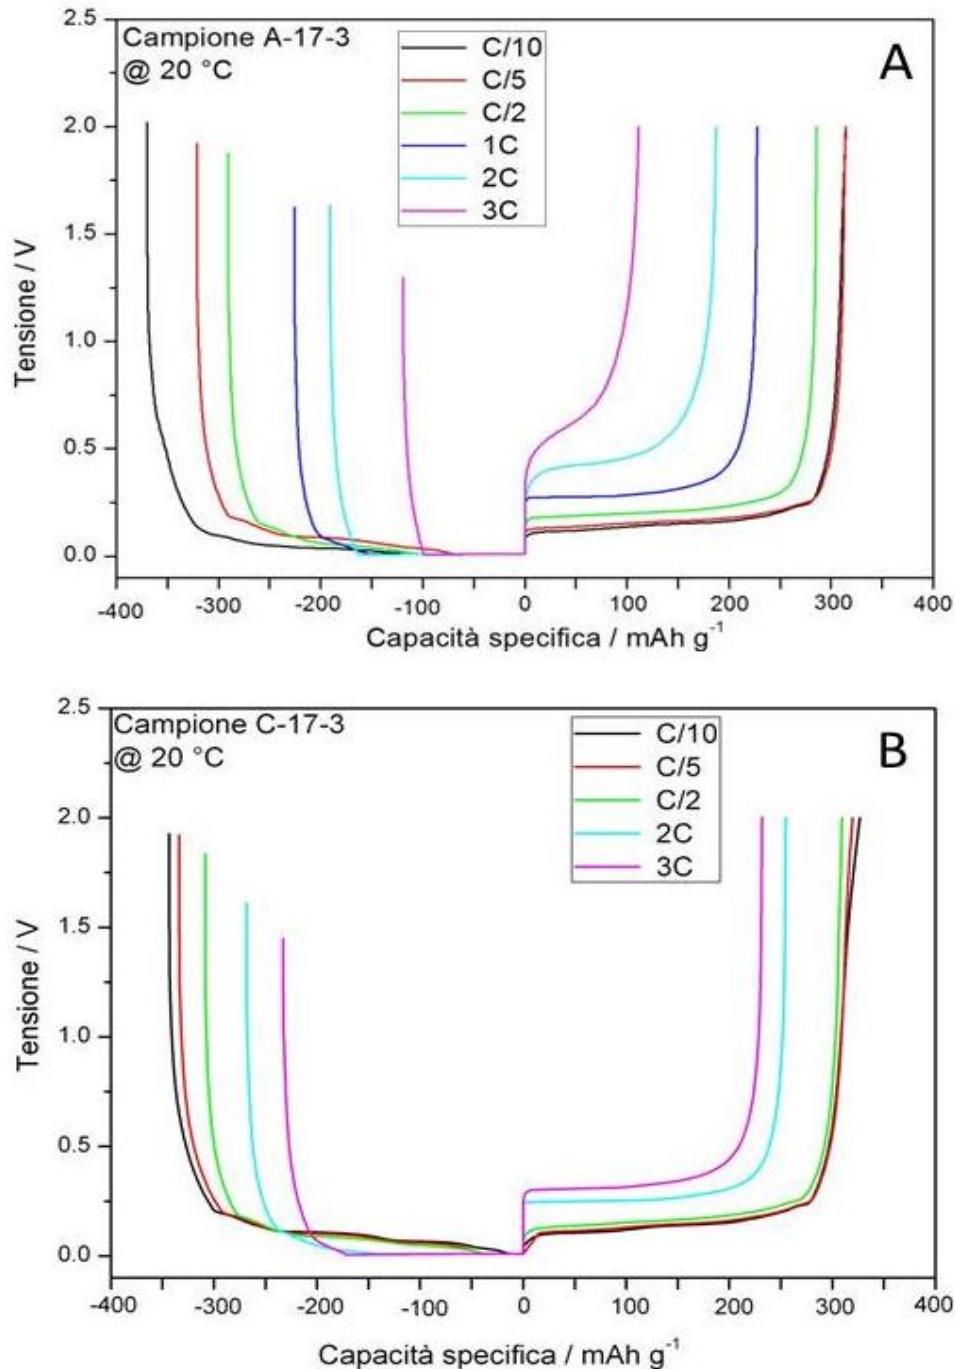 Campione A-17-3
@ 20 °C
C/10
C/5
C/2
1C
2C
3C
A
2.5
2.0
1.5
1.0
0.5
0.0
Tensione / V
-400 -300 -200 -100 0 100 200 300 400
Capacità specifica / mAh g⁻¹
Campione C-17-3
@ 20 °C
C/10
C/5
C/2
2C
3C
B
2.5
2.0
1.5
1.0
0.5
0.0
Tensione / V
-400 -300 -200 -100 0 100 200 300 400
Capacità specifica / mAh g⁻¹